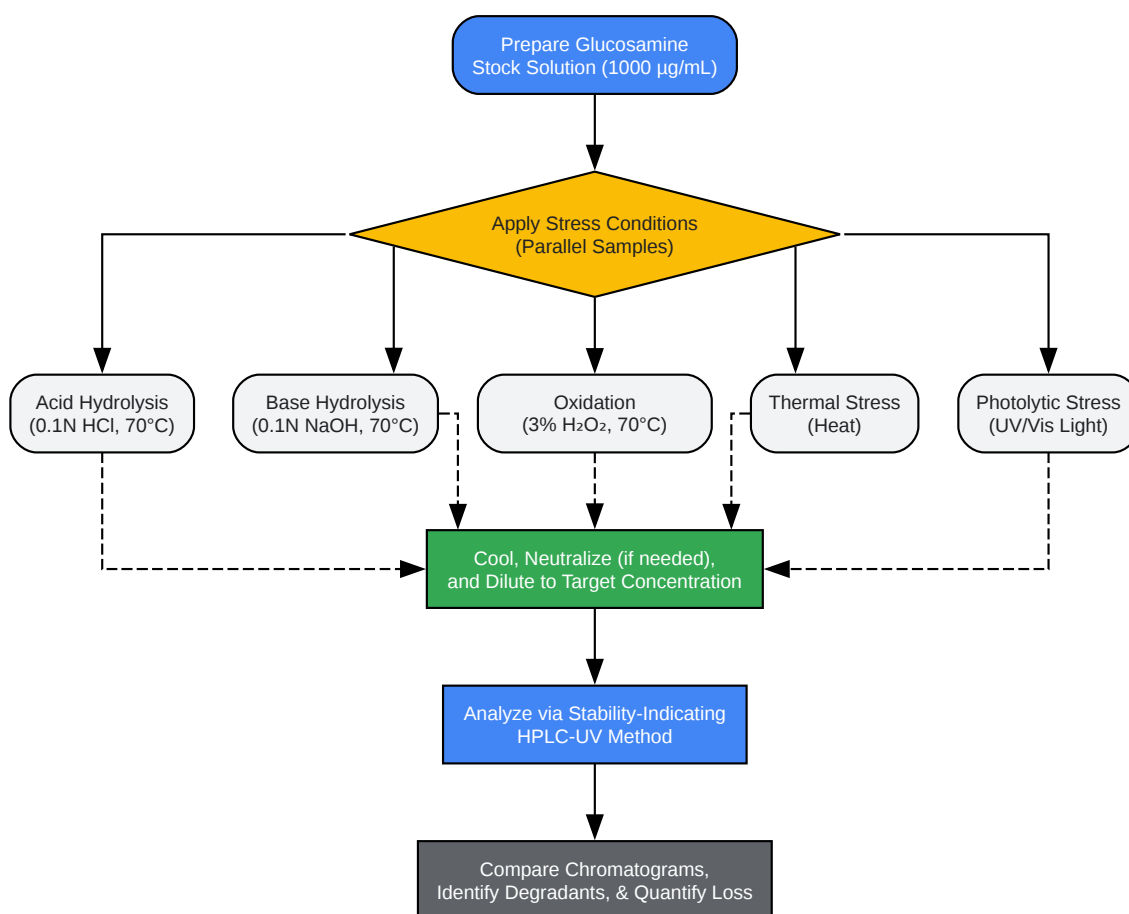 Prepare Glucosamine
Stock Solution (1000 µg/mL)
Apply Stress Conditions
(Parallel Samples)
Acid Hydrolysis
(0.1N HCl, 70°C)
Base Hydrolysis
(0.1N NaOH, 70°C)
Oxidation
(3% H₂O₂, 70°C)
Thermal Stress
(Heat)
Photolytic Stress
(UV/Vis Light)
Cool, Neutralize (if needed),
and Dilute to Target Concentration
Analyze via Stability-Indicating
HPLC-UV Method
Compare Chromatograms,
Identify Degradants, & Quantify Loss